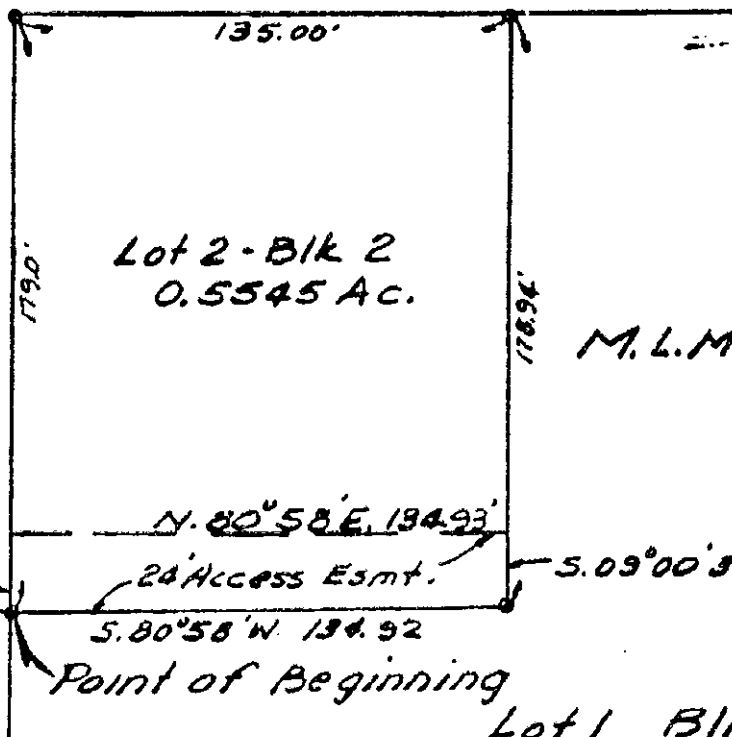 135.00'
Lot 2 - Blk 2
0.5545 Ac.
179.0'
178.94'
M.L.M
N. 80°58'E. 134.93'
24' Access Esmt.
S. 09°00'3
S. 80°58'W 134.92
Point of Beginning
Lot 1 Blk